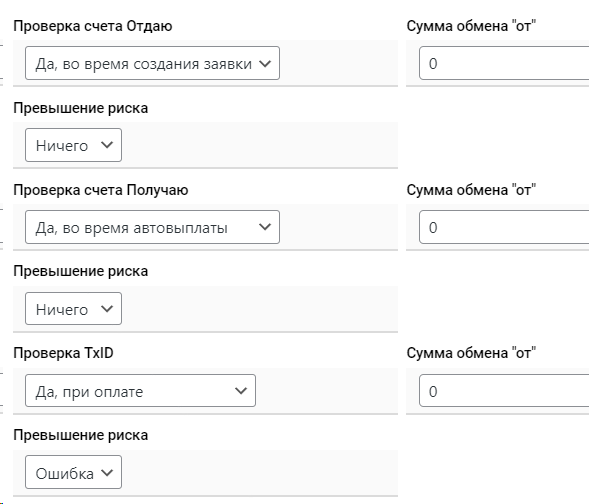 Проверка счета Отдаю
Сумма обмена "от"
Да, во время создания заявки
0
Превышение риска
Ничего
Проверка счета Получаю
Сумма обмена "от"
Да, во время автовыплаты
0
Превышение риска
Ничего
Проверка TxID
Сумма обмена "от"
Да, при оплате
0
Превышение риска
Ошибка